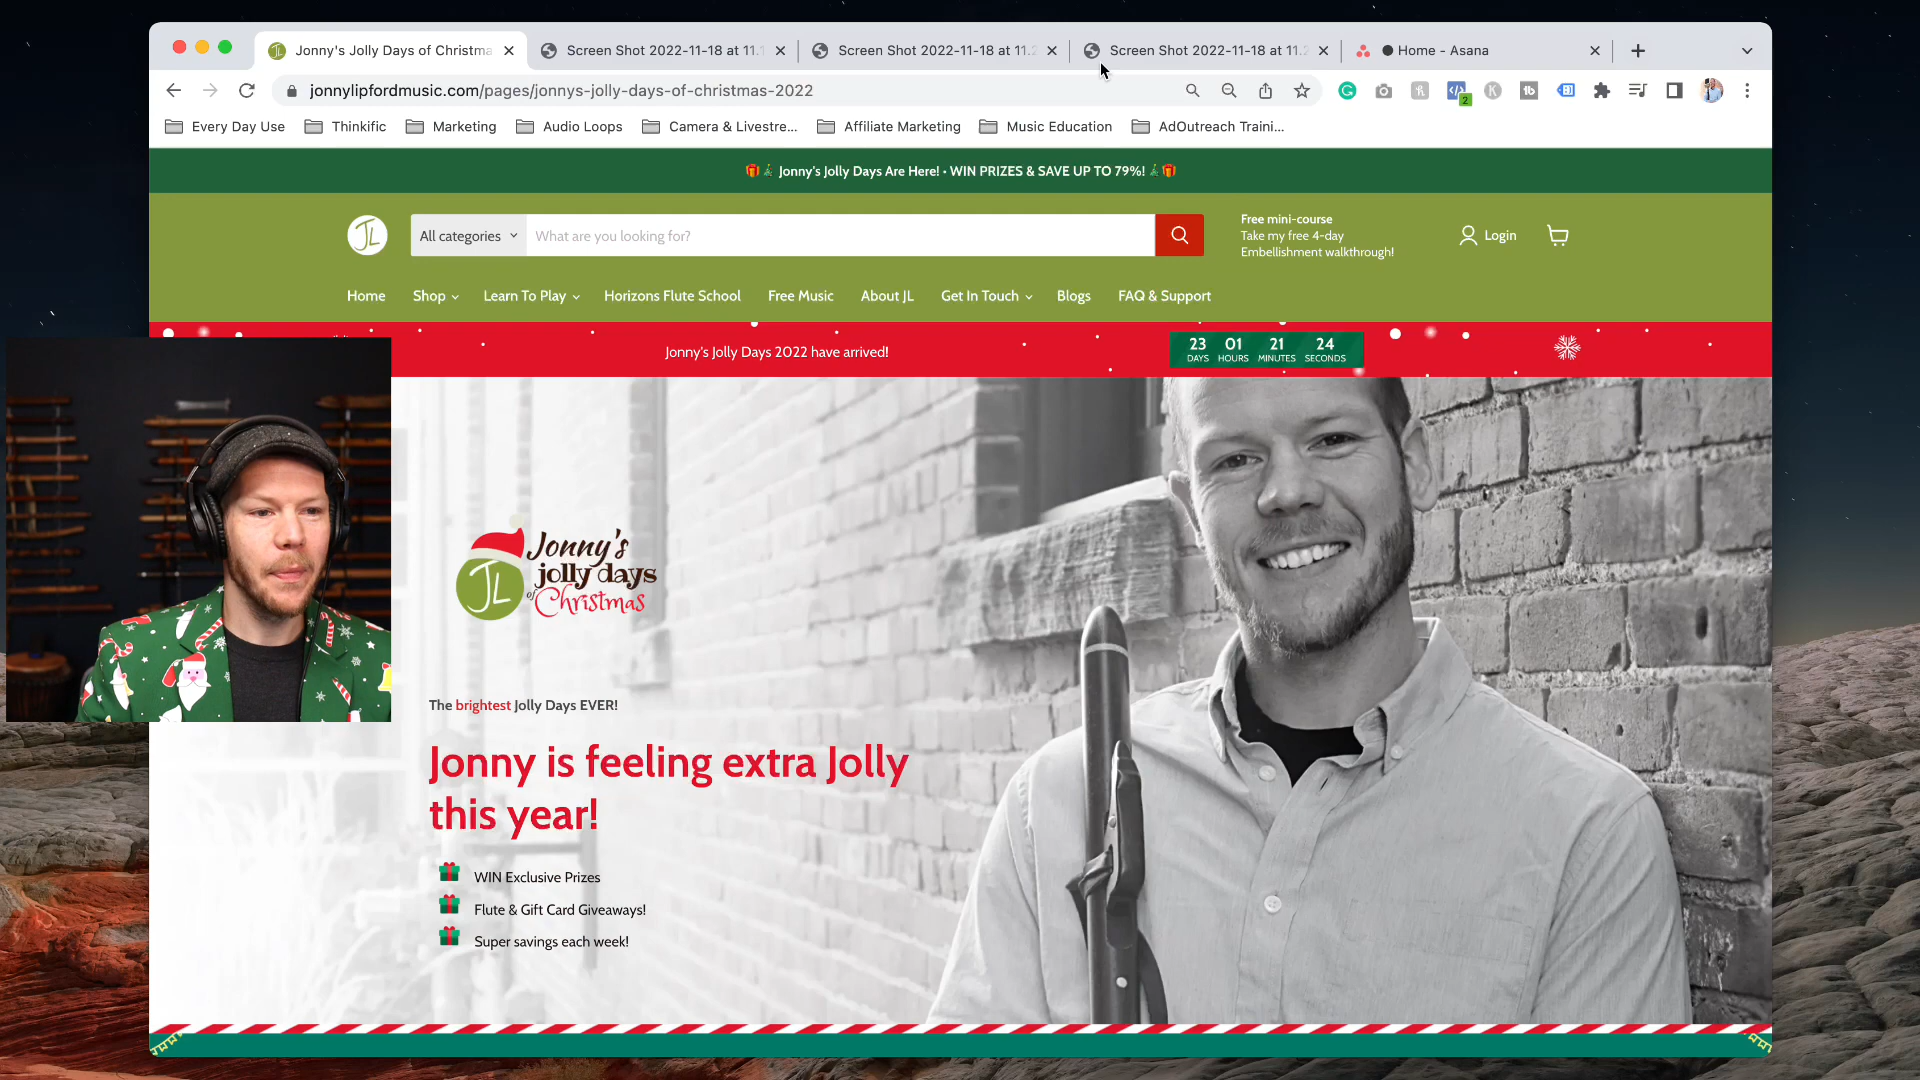 Jonny's Jolly Days of Christma
Screen Shot 2022-11-18 at 11.1
Screen Shot 2022-11-18 at 11.2
Screen Shot 2022-11-18 at 11.2
Home - Asana
jonnylipfordmusic.com/pages/jonnys-jolly-days-of-christmas-2022
2
Every Day Use
Thinkific
Marketing
Audio Loops
Camera & Livestre...
Affiliate Marketing
Music Education
AdOutreach Traini...
Jonny's Jolly Days Are Here! • WIN PRIZES & SAVE UP TO 79%!
JL
All categories
What are you looking for?
Free mini-course
Take my free 4-day
Embellishment walkthrough!
Login
Home
Shop
Learn To Play
Horizons Flute School
Free Music
About JL
Get In Touch
Blogs
FAQ & Support
Jonny's Jolly Days 2022 have arrived!
23 01 21 24
DAYS HOURS MINUTES SECONDS
JL
Jonny's
jolly days
of Christmas
The brightest Jolly Days EVER!
Jonny is feeling extra Jolly
this year!
WIN Exclusive Prizes
Flute & Gift Card Giveaways!
Super savings each week!